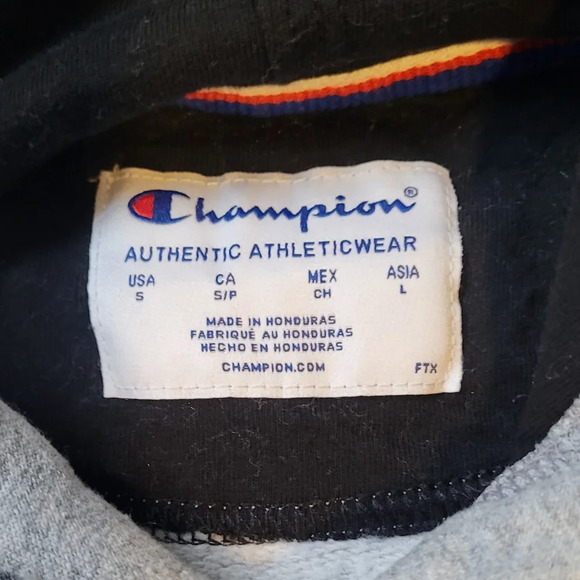 Champion®
AUTHENTIC ATHLETICWEAR
USA CA MEX ASIA
S S/P CH L
MADE IN HONDURAS
FABRIQUÉ AU HONDURAS
HECHO EN HONDURAS
CHAMPION.COM FTX